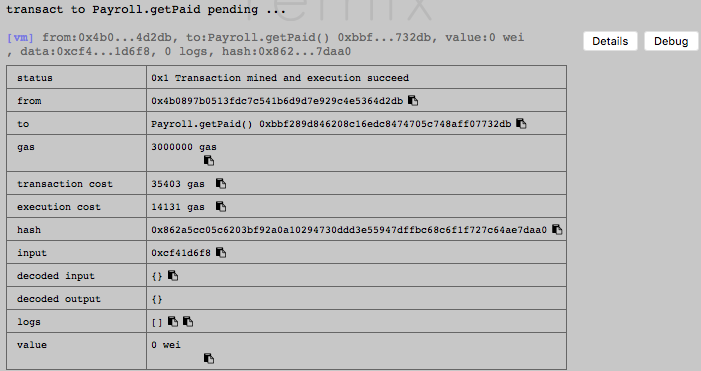 remix
transact to Payroll.getPaid pending ...
[vm] from:0x4b0...4d2db, to:Payroll.getPaid() 0xbbf...732db, value:0 wei
, data:0xcf4...1d6f8, 0 logs, hash:0x862...7daa0
Details
Debug
status 0x1 Transaction mined and execution succeed
from 0x4b0897b0513fdc7c541b6d9d7e929c4e5364d2db
to Payroll.getPaid() 0xbbf289d846208c16edc8474705c748aff07732db
gas 3000000 gas
transaction cost 35403 gas
execution cost 14131 gas
hash 0x862a5cc05c6203bf92a0a10294730ddd3e55947dffbc68c6f1f727c64ae7daa0
input 0xcf41d6f8
decoded input {}
decoded output {}
logs []
value 0 wei